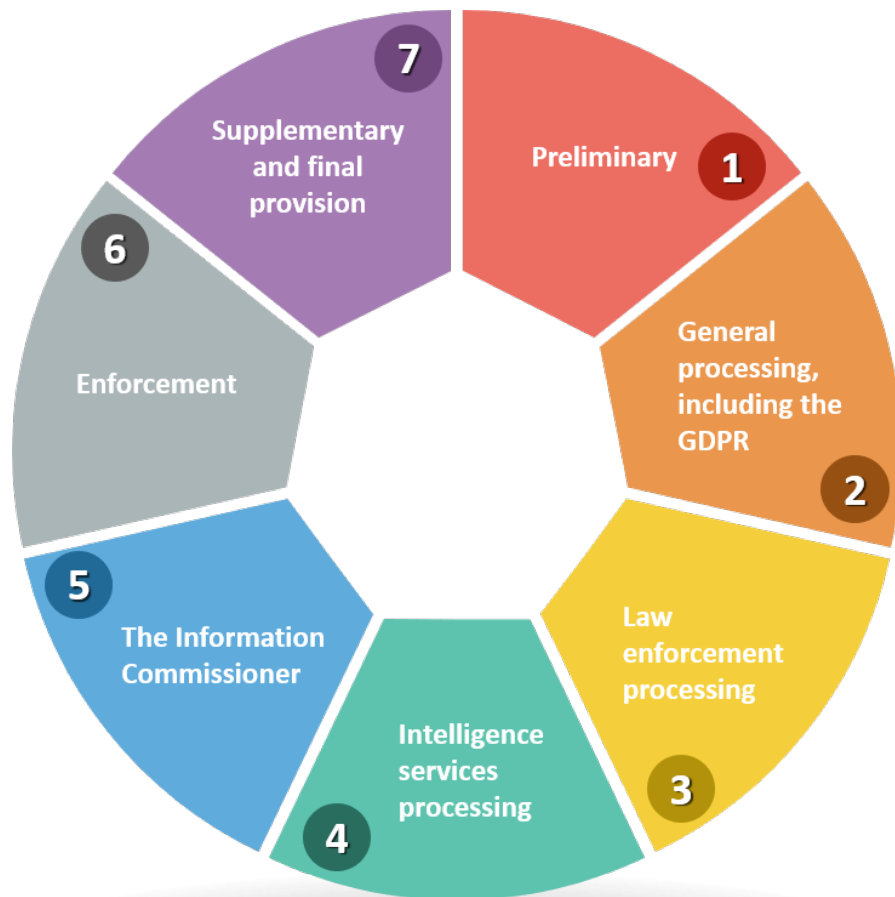 1
Preliminary
2
General
processing,
including the
GDPR
3
Law
enforcement
processing
4
Intelligence
services
processing
5
The Information
Commissioner
6
Enforcement
7
Supplementary
and final
provision